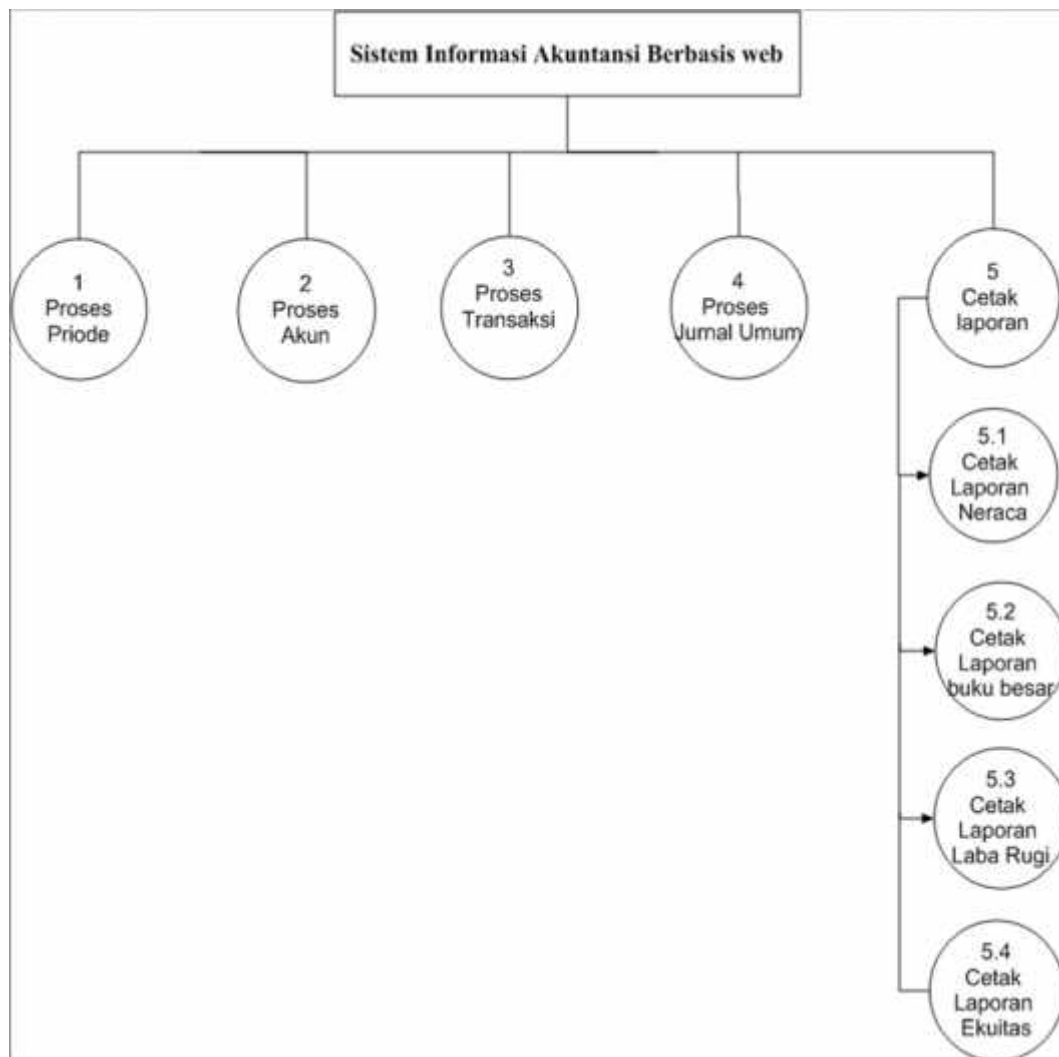 Sistem Informasi Akuntansi Berbasis web
1
Proses
Priode
2
Proses
Akun
3
Proses
Transaksi
4
Proses
Jurnal Umum
5
Cetak
laporan
5.1
Cetak
Laporan
Neraca
5.2
Cetak
Laporan
buku besar
5.3
Cetak
Laporan
Laba Rugi
5.4
Cetak
Laporan
Ekuitas